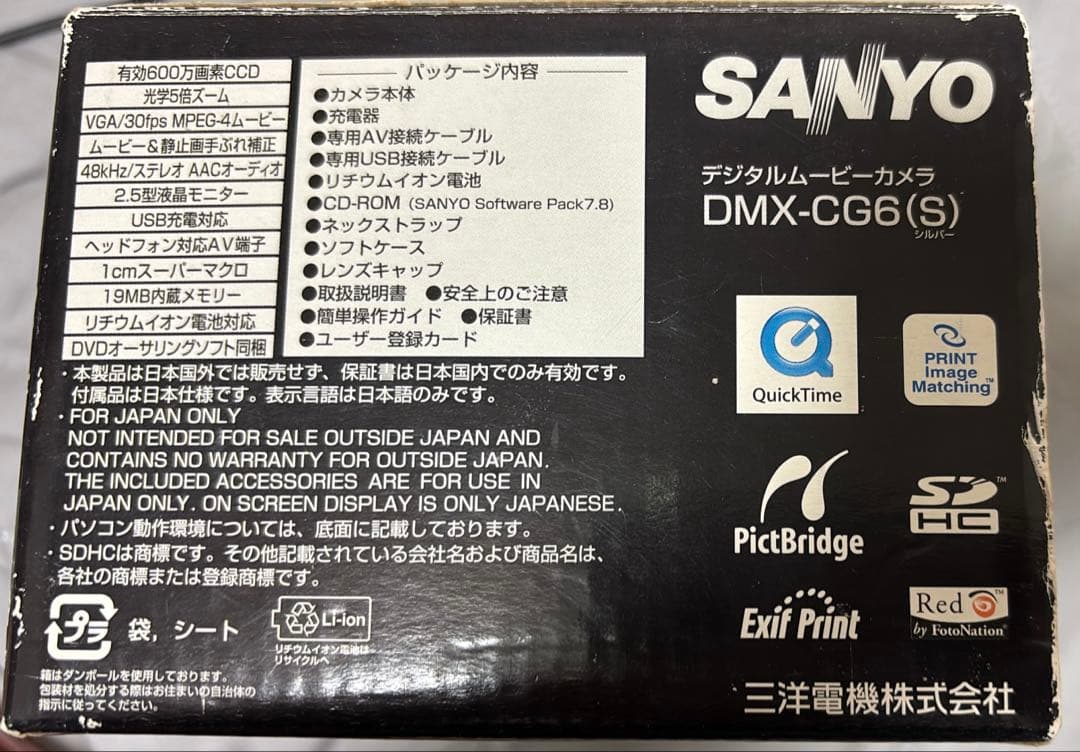 有効600万画素CCD
光学5倍ズーム
VGA/30fps MPEG-4ムービー
ムービー＆静止画手ぶれ補正
48kHz/ステレオ AACオーディオ
2.5型液晶モニター
USB充電対応
ヘッドフォン対応AV端子
1cmスーパーマクロ
19MB内蔵メモリー
リチウムイオン電池対応
DVDオーサリングソフト同梱
パッケージ内容
●カメラ本体
●充電器
●専用AV接続ケーブル
●専用USB接続ケーブル
●リチウムイオン電池
●CD-ROM（SANYO Software Pack7.8）
●ネックストラップ
●ソフトケース
●レンズキャップ
●取扱説明書 ●安全上のご注意
●簡単操作ガイド ●保証書
●ユーザー登録カード
・本製品は日本国外では販売せず、保証書は日本国内でのみ有効です。
付属品は日本仕様です。表示言語は日本語のみです。
・FOR JAPAN ONLY
NOT INTENDED FOR SALE OUTSIDE JAPAN AND
CONTAINS NO WARRANTY FOR OUTSIDE JAPAN.
THE INCLUDED ACCESSORIES ARE FOR USE IN
JAPAN ONLY. ON SCREEN DISPLAY IS ONLY JAPANESE.
・パソコン動作環境については、底面に記載しております。
・SDHCは商標です。その他記載されている会社名および商品名は、
各社の商標または登録商標です。
プラ 袋，シート
Li-ion
リチウムイオン電池は
リサイクルへ
箱はダンボールを使用しております。
包装材を処分する際はお住まいの自治体の
指示に従ってください。
SANYO
デジタルムービーカメラ
DMX-CG6(S)
シルバー
QuickTime
PRINT
Image
Matching™
PictBridge
SD™
HC
Exif Print
Red™
by FotoNation
三洋電機株式会社